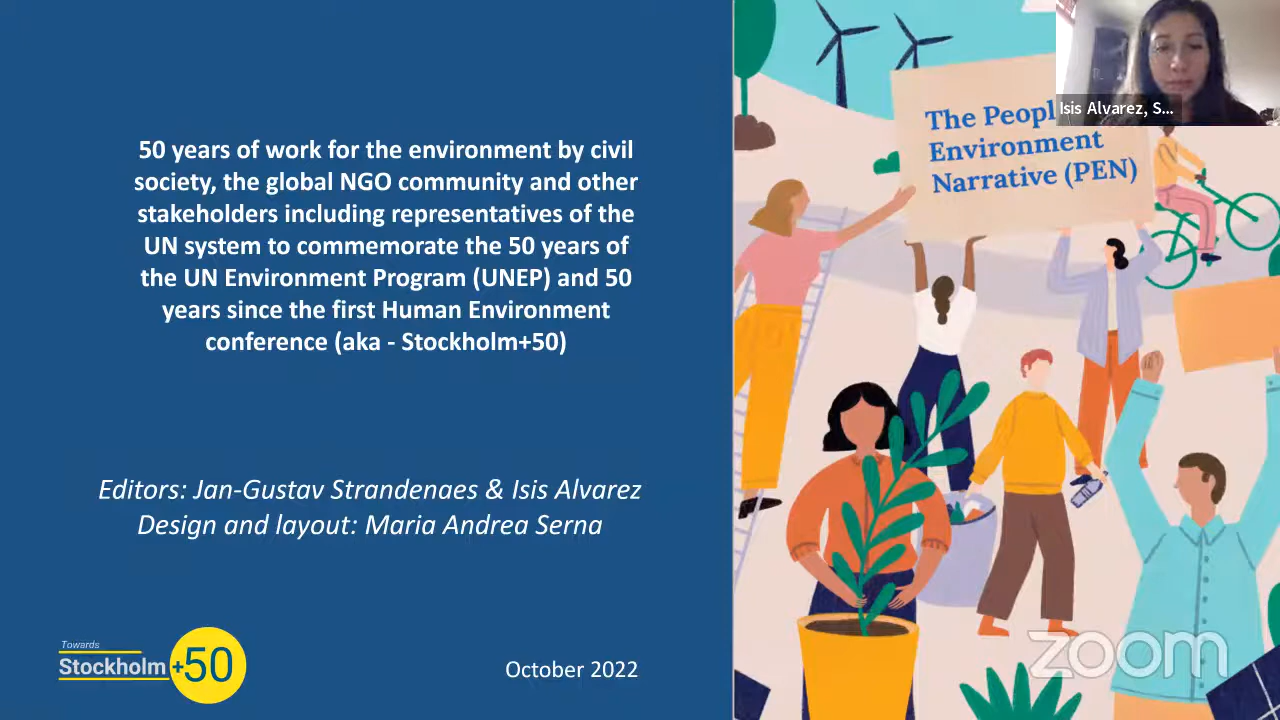 50 years of work for the environment by civil
society, the global NGO community and other
stakeholders including representatives of the
UN system to commemorate the 50 years of
the UN Environment Program (UNEP) and 50
years since the first Human Environment
conference (aka - Stockholm+50)
Editors: Jan-Gustav Strandenaes & Isis Alvarez
Design and layout: Maria Andrea Serna
Towards
Stockholm+50
October 2022
The Peopl
Environment
Narrative (PEN)
Isis Alvarez, S...
zoom